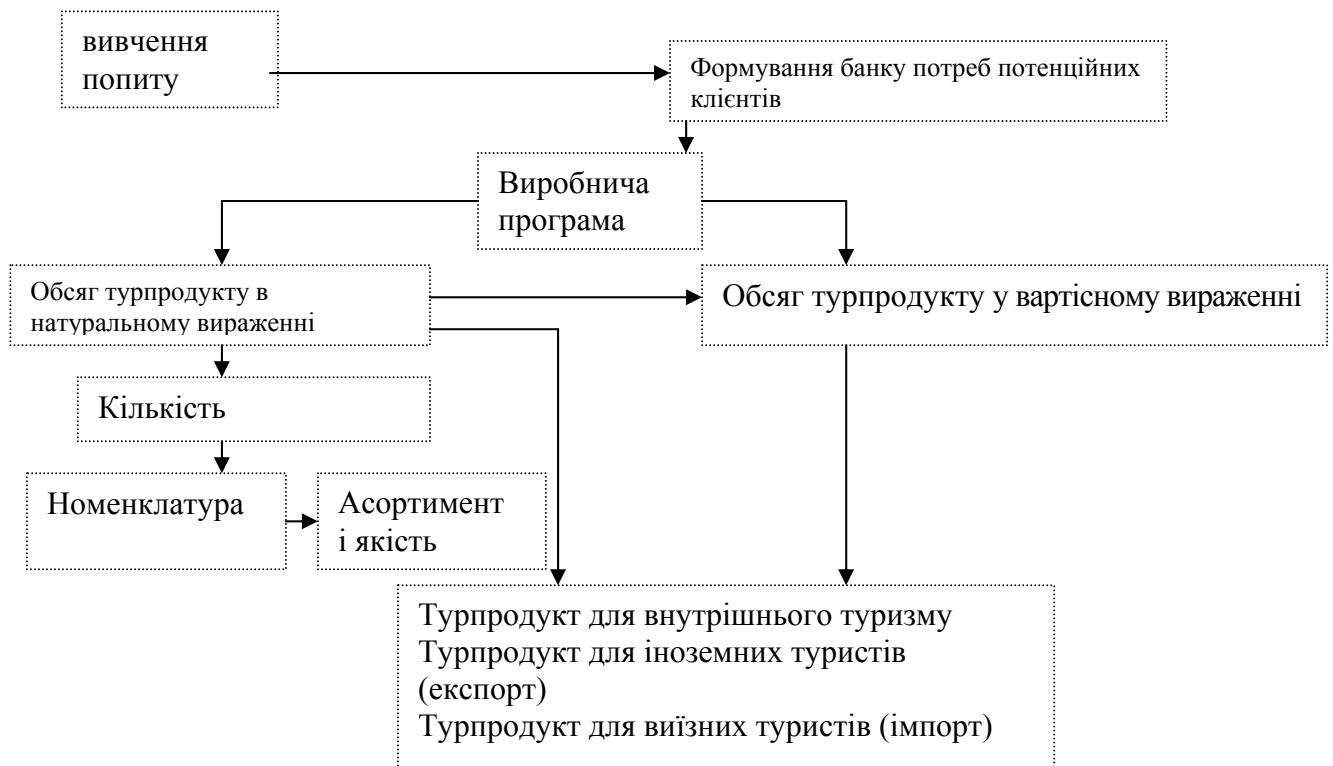 вивчення
попиту
Формування банку потреб потенційних
клієнтів
Виробнича
програма
Обсяг турпродукту в
натуральному вираженні
Обсяг турпродукту у вартісному вираженні
Кількість
Номенклатура
Асортимент
і якість
Турпродукт для внутрішнього туризму
Турпродукт для іноземних туристів
(експорт)
Турпродукт для виїзних туристів (імпорт)